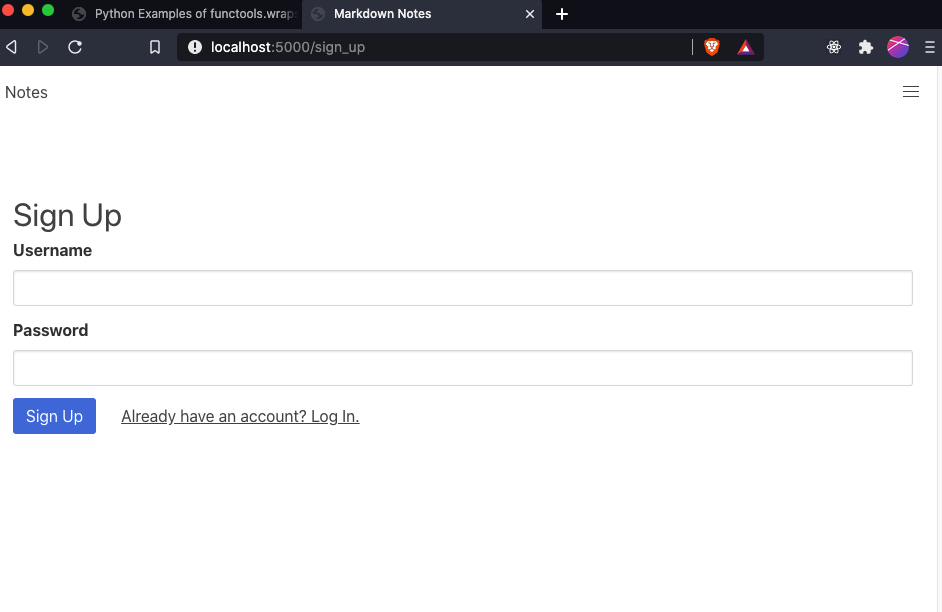 Python Examples of functools.wrap
Markdown Notes
localhost:5000/sign_up
Notes
Sign Up
Username
Password
Sign Up
Already have an account? Log In.